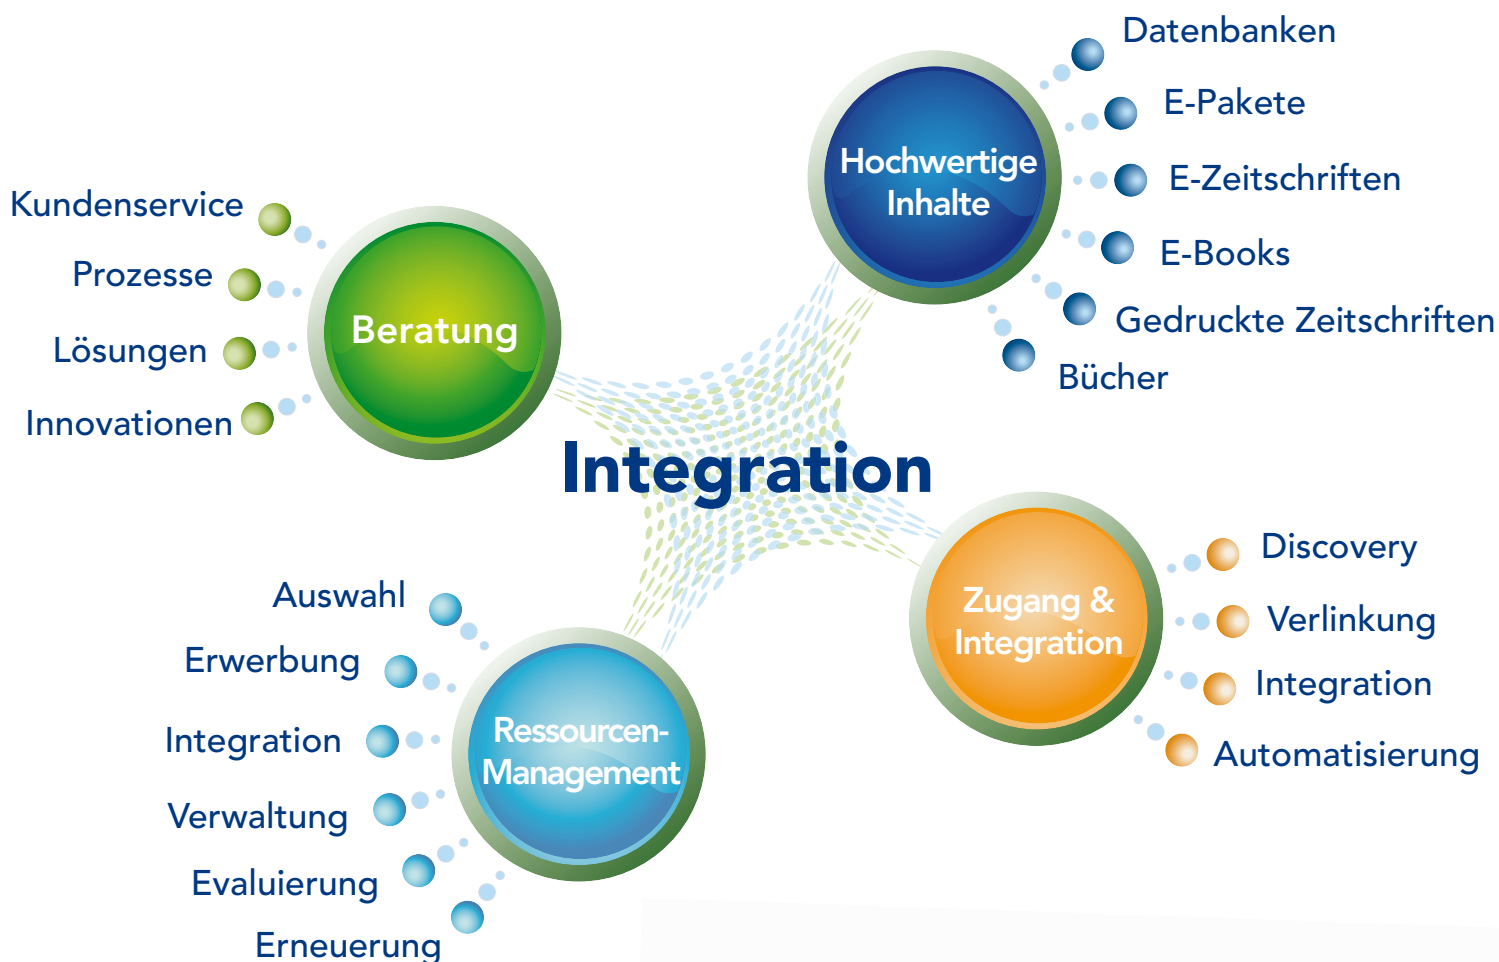 Kundenservice
Prozesse
Lösungen
Innovationen
Beratung
Hochwertige
Inhalte
Datenbanken
E-Pakete
E-Zeitschriften
E-Books
Gedruckte Zeitschriften
Bücher
Integration
Auswahl
Erwerbung
Integration
Verwaltung
Evaluierung
Erneuerung
Ressourcen-
Management
Zugang &
Integration
Discovery
Verlinkung
Integration
Automatisierung